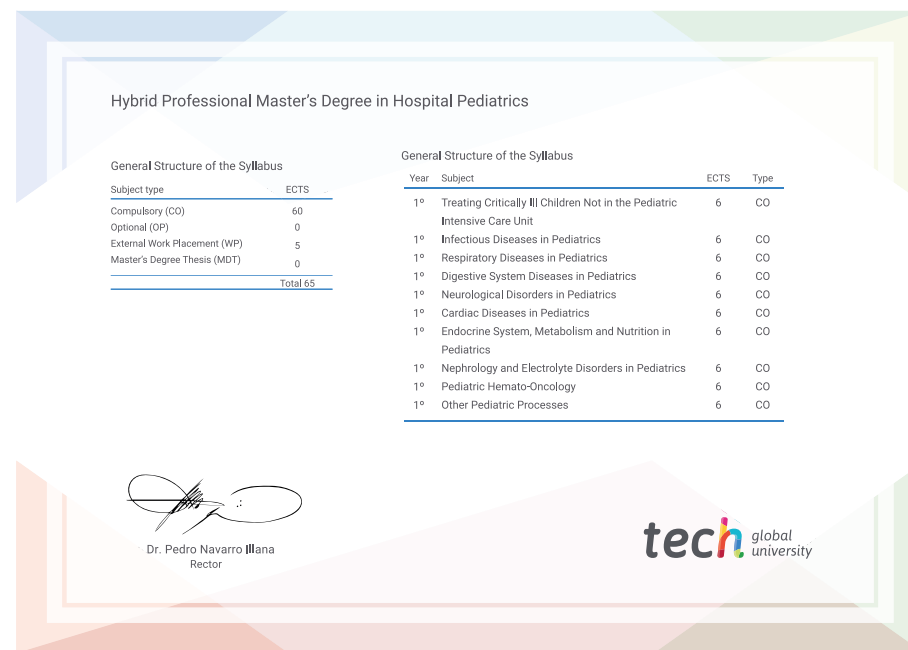 Hybrid Professional Master's Degree in Hospital Pediatrics
General Structure of the Syllabus
Subject type ECTS
Compulsory (CO) 60
Optional (OP) 0
External Work Placement (WP) 5
Master's Degree Thesis (MDT) 0
Total 65
General Structure of the Syllabus
Year Subject ECTS Type
1º Treating Critically Ill Children Not in the Pediatric 6 CO
Intensive Care Unit
1º Infectious Diseases in Pediatrics 6 CO
1º Respiratory Diseases in Pediatrics 6 CO
1º Digestive System Diseases in Pediatrics 6 CO
1º Neurological Disorders in Pediatrics 6 CO
1º Cardiac Diseases in Pediatrics 6 CO
1º Endocrine System, Metabolism and Nutrition in 6 CO
Pediatrics
1º Nephrology and Electrolyte Disorders in Pediatrics 6 CO
1º Pediatric Hemato-Oncology 6 CO
1º Other Pediatric Processes 6 CO
Dr. Pedro Navarro Illana
Rector
tech global
university